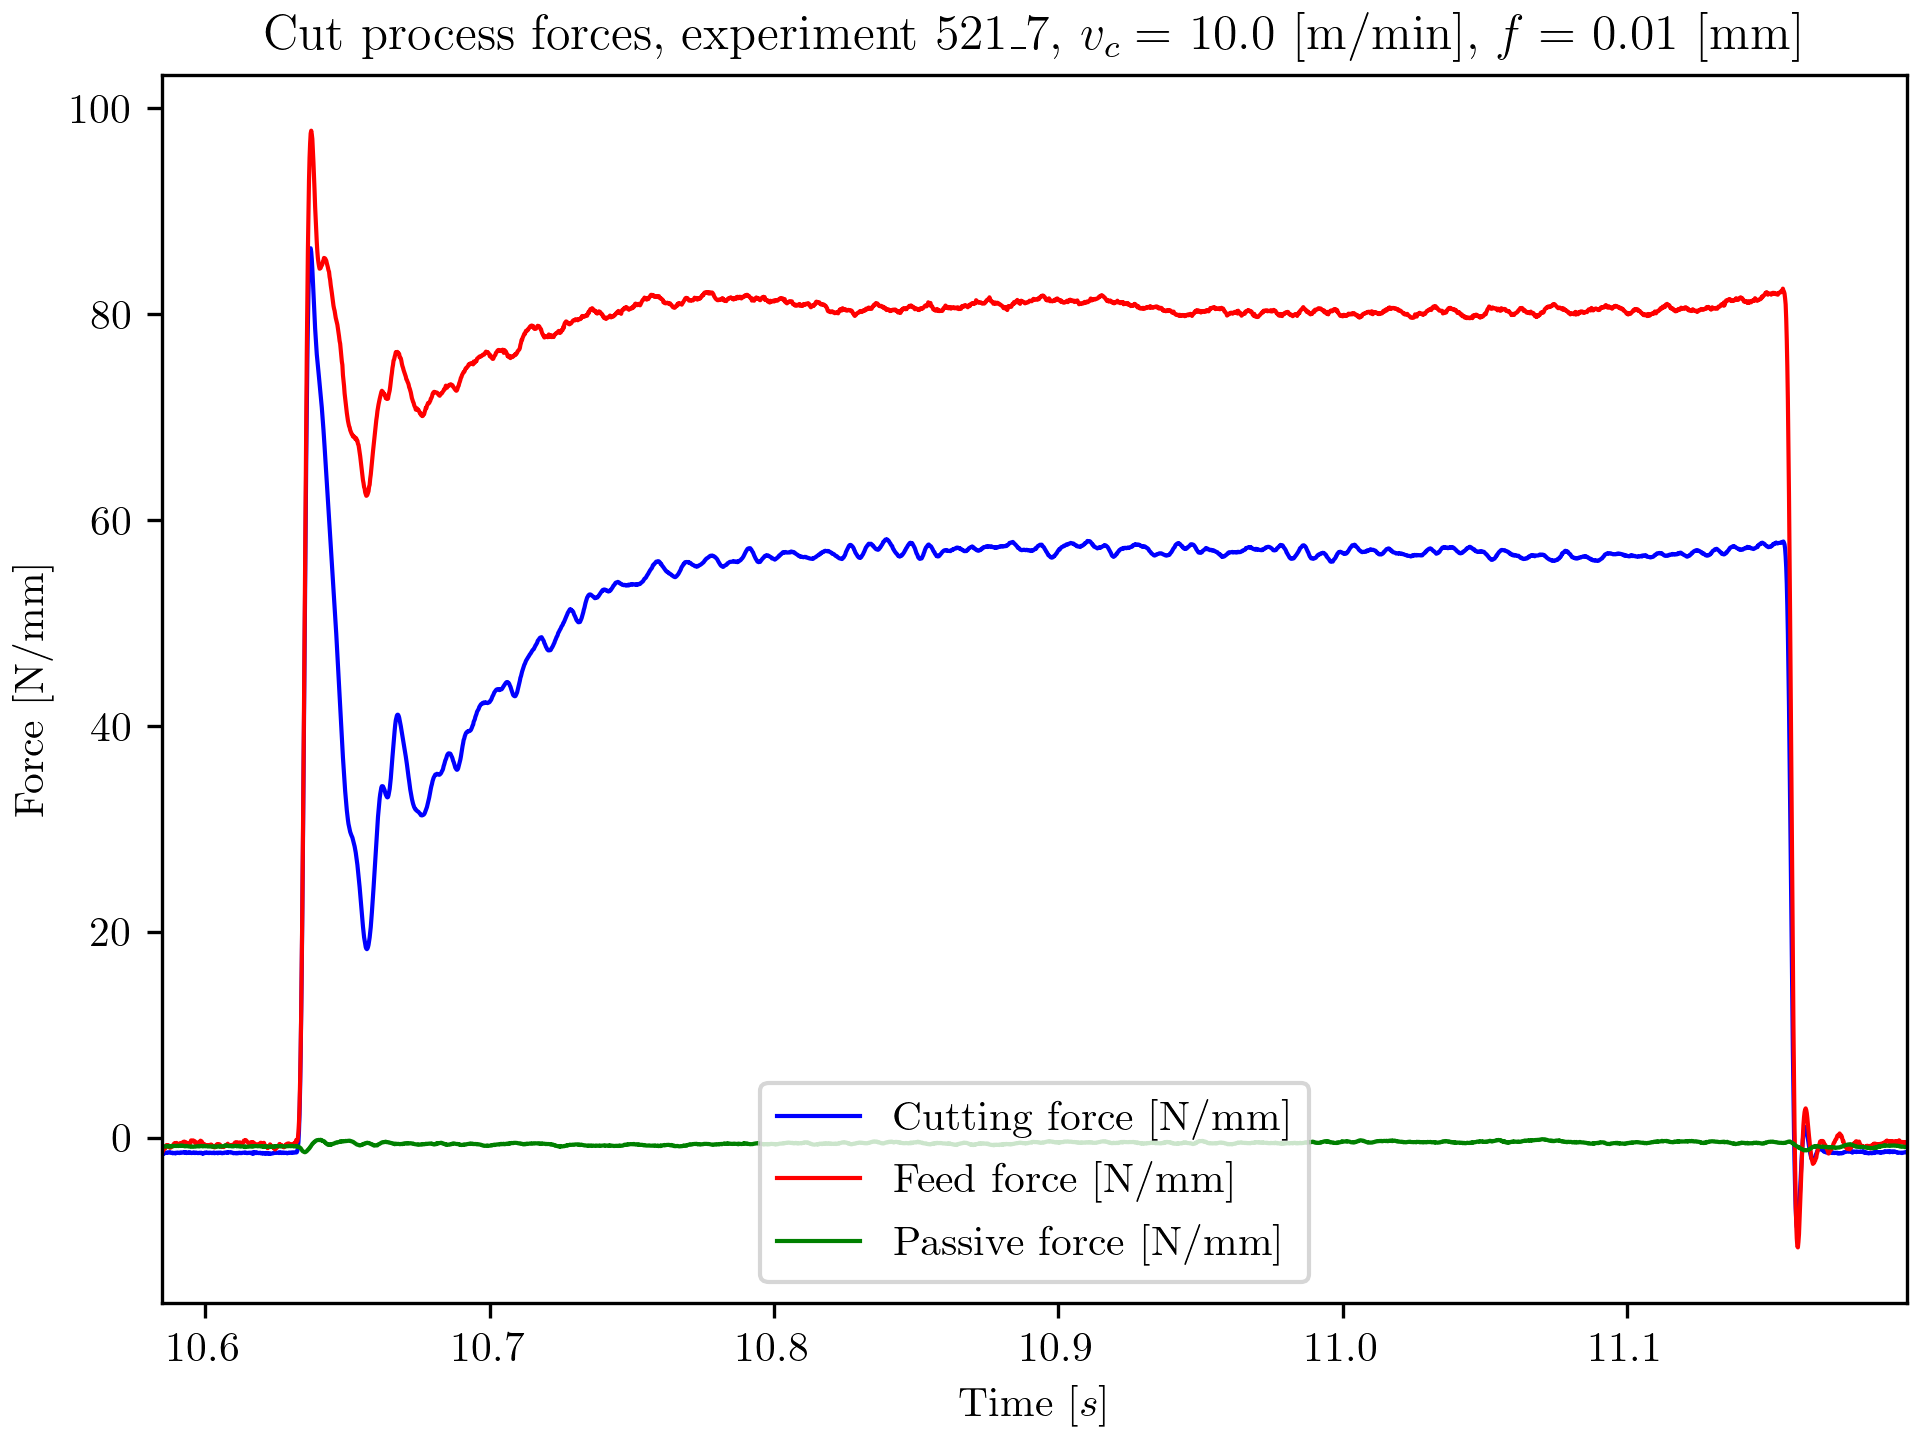 Cut process forces, experiment 521_7, v_c = 10.0 [m/min], f = 0.01 [mm]
100
80
60
40
20
0
Force [N/mm]
Cutting force [N/mm]
Feed force [N/mm]
Passive force [N/mm]
10.6 10.7 10.8 10.9 11.0 11.1
Time [s]